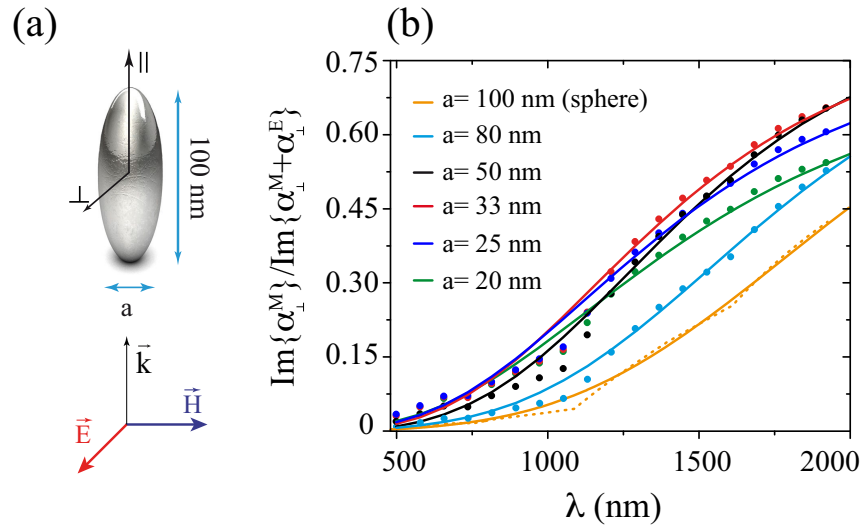 (a)
||
⊥
100 nm
a
k⃗
E⃗
H⃗
(b)
Im{α⊥ᴹ}/Im{α⊥ᴹ+α⊥ᴱ}
0.75
0.60
0.45
0.30
0.15
0
a= 100 nm (sphere)
a= 80 nm
a= 50 nm
a= 33 nm
a= 25 nm
a= 20 nm
500 1000 1500 2000
λ (nm)